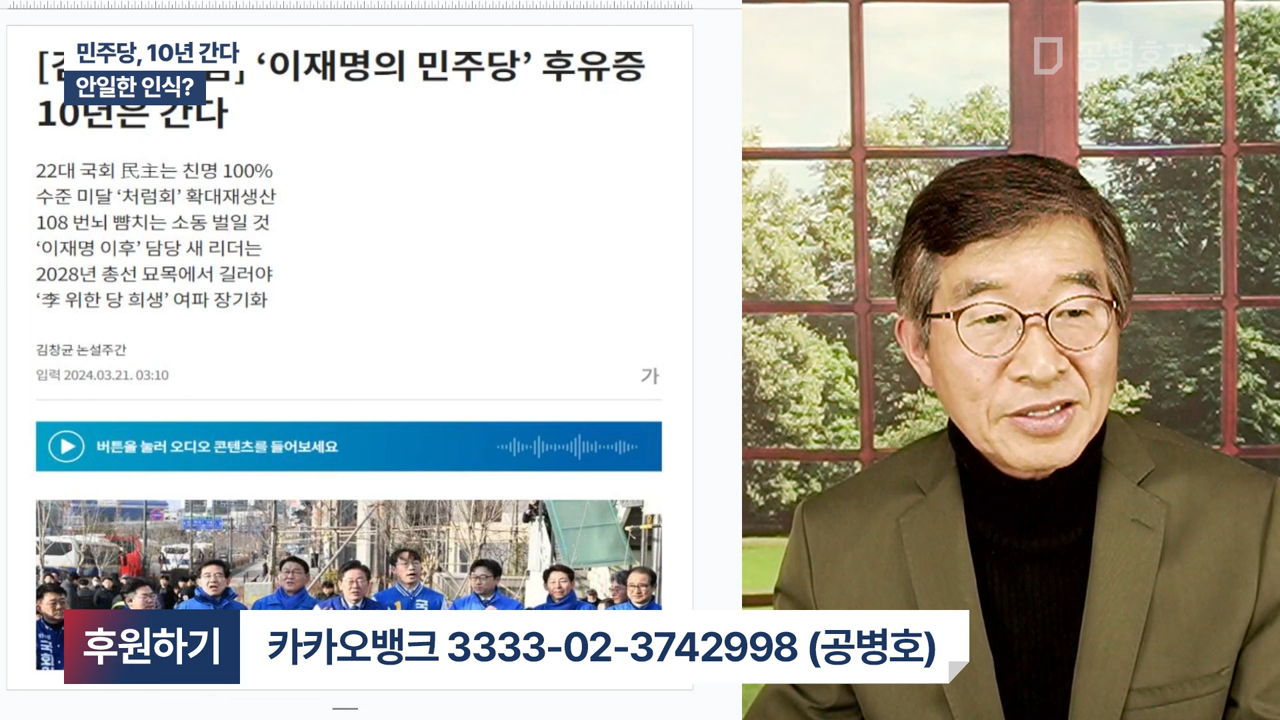 민주당, 10년 간다
안일한 인식?
‘이재명의 민주당’ 후유증
10년은 간다
22대 국회 民主는 친명 100%
수준 미달 ‘처럼회’ 확대재생산
108 번뇌 뺨치는 소동 벌일 것
‘이재명 이후’ 담당 새 리더는
2028년 총선 묘목에서 길러야
‘李 위한 당 희생’ 여파 장기화
김창균 논설주간
입력 2024.03.21. 03:10
가
버튼을 눌러 오디오 콘텐츠를 들어보세요
후원하기
카카오뱅크 3333-02-3742998 (공병호)
공병호